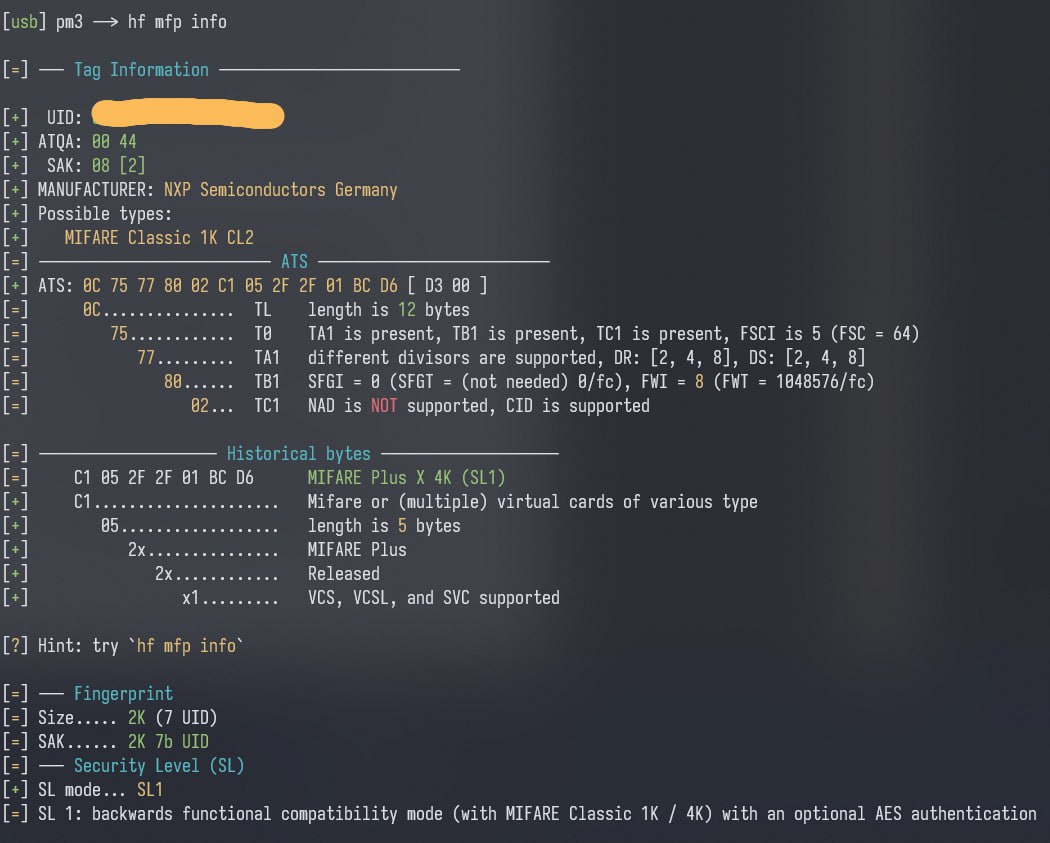 [usb] pm3 --> hf mfp info
[=] --- Tag Information --------------------------
[+]  UID:
[+] ATQA: 00 44
[+]  SAK: 08 [2]
[+] MANUFACTURER: NXP Semiconductors Germany
[+] Possible types:
[+]    MIFARE Classic 1K CL2
[=] -------------------------- ATS --------------------------
[+] ATS: 0C 75 77 80 02 C1 05 2F 2F 01 BC D6 [ D3 00 ]
[=]      0C...............  TL    length is 12 bytes
[=]         75............  T0    TA1 is present, TB1 is present, TC1 is present, FSCI is 5 (FSC = 64)
[=]            77.........  TA1   different divisors are supported, DR: [2, 4, 8], DS: [2, 4, 8]
[=]               80......  TB1   SFGI = 0 (SFGT = (not needed) 0/fc), FWI = 8 (FWT = 1048576/fc)
[=]                  02...  TC1   NAD is NOT supported, CID is supported
[=] -------------------- Historical bytes --------------------
[=]     C1 05 2F 2F 01 BC D6      MIFARE Plus X 4K (SL1)
[+]     C1.....................   Mifare or (multiple) virtual cards of various type
[+]        05..................   length is 5 bytes
[+]           2x...............   MIFARE Plus
[+]              2x............   Released
[+]                 x1.........   VCS, VCSL, and SVC supported
[?] Hint: try `hf mfp info`
[=] --- Fingerprint
[=] Size..... 2K (7 UID)
[=] SAK...... 2K 7b UID
[=] --- Security Level (SL)
[+] SL mode... SL1
[=] SL 1: backwards functional compatibility mode (with MIFARE Classic 1K / 4K) with an optional AES authentication